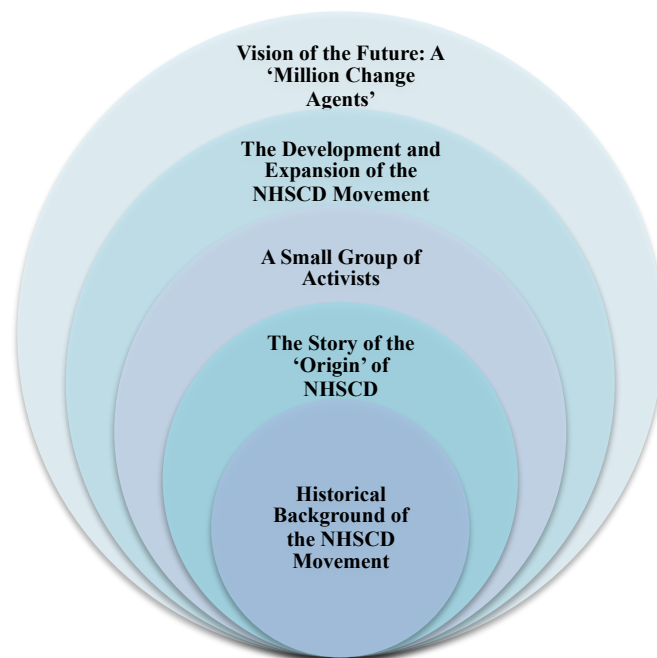 Vision of the Future: A
‘Million Change
Agents’
The Development and
Expansion of the
NHSCD Movement
A Small Group of
Activists
The Story of the
‘Origin’ of
NHSCD
Historical
Background of
the NHSCD
Movement